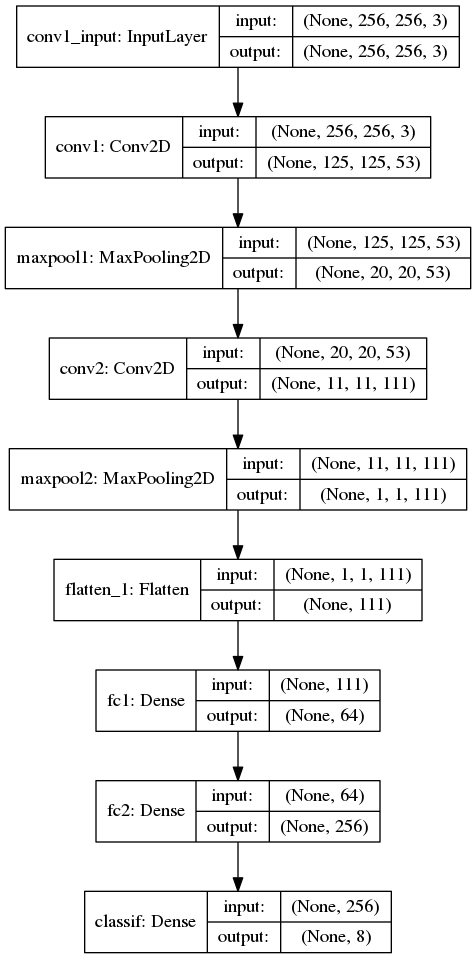 conv1_input: InputLayer
input: (None, 256, 256, 3)
output: (None, 256, 256, 3)
conv1: Conv2D
input: (None, 256, 256, 3)
output: (None, 125, 125, 53)
maxpool1: MaxPooling2D
input: (None, 125, 125, 53)
output: (None, 20, 20, 53)
conv2: Conv2D
input: (None, 20, 20, 53)
output: (None, 11, 11, 111)
maxpool2: MaxPooling2D
input: (None, 11, 11, 111)
output: (None, 1, 1, 111)
flatten_1: Flatten
input: (None, 1, 1, 111)
output: (None, 111)
fc1: Dense
input: (None, 111)
output: (None, 64)
fc2: Dense
input: (None, 64)
output: (None, 256)
classif: Dense
input: (None, 256)
output: (None, 8)